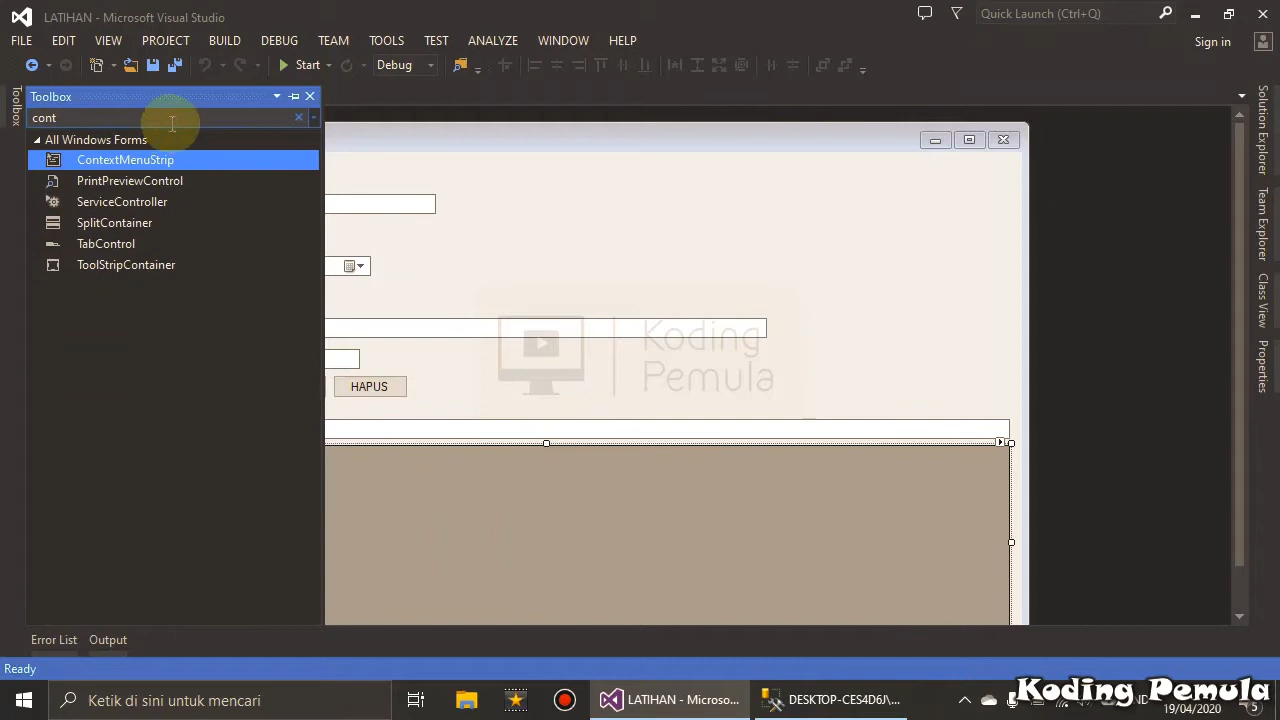 LATIHAN - Microsoft Visual Studio
Quick Launch (Ctrl+Q)
FILE EDIT VIEW PROJECT BUILD DEBUG TEAM TOOLS TEST ANALYZE WINDOW HELP
Sign in
Start
Debug
Toolbox
Toolbox
cont
All Windows Forms
ContextMenuStrip
PrintPreviewControl
ServiceController
SplitContainer
TabControl
ToolStripContainer
HAPUS
Koding
Pemula
Solution Explorer
Team Explorer
Class View
Properties
Error List Output
Ready
Ketik di sini untuk mencari
LATIHAN - Microso...
DESKTOP-CES4D6J\...
19/04/2020
5
Koding Pemula